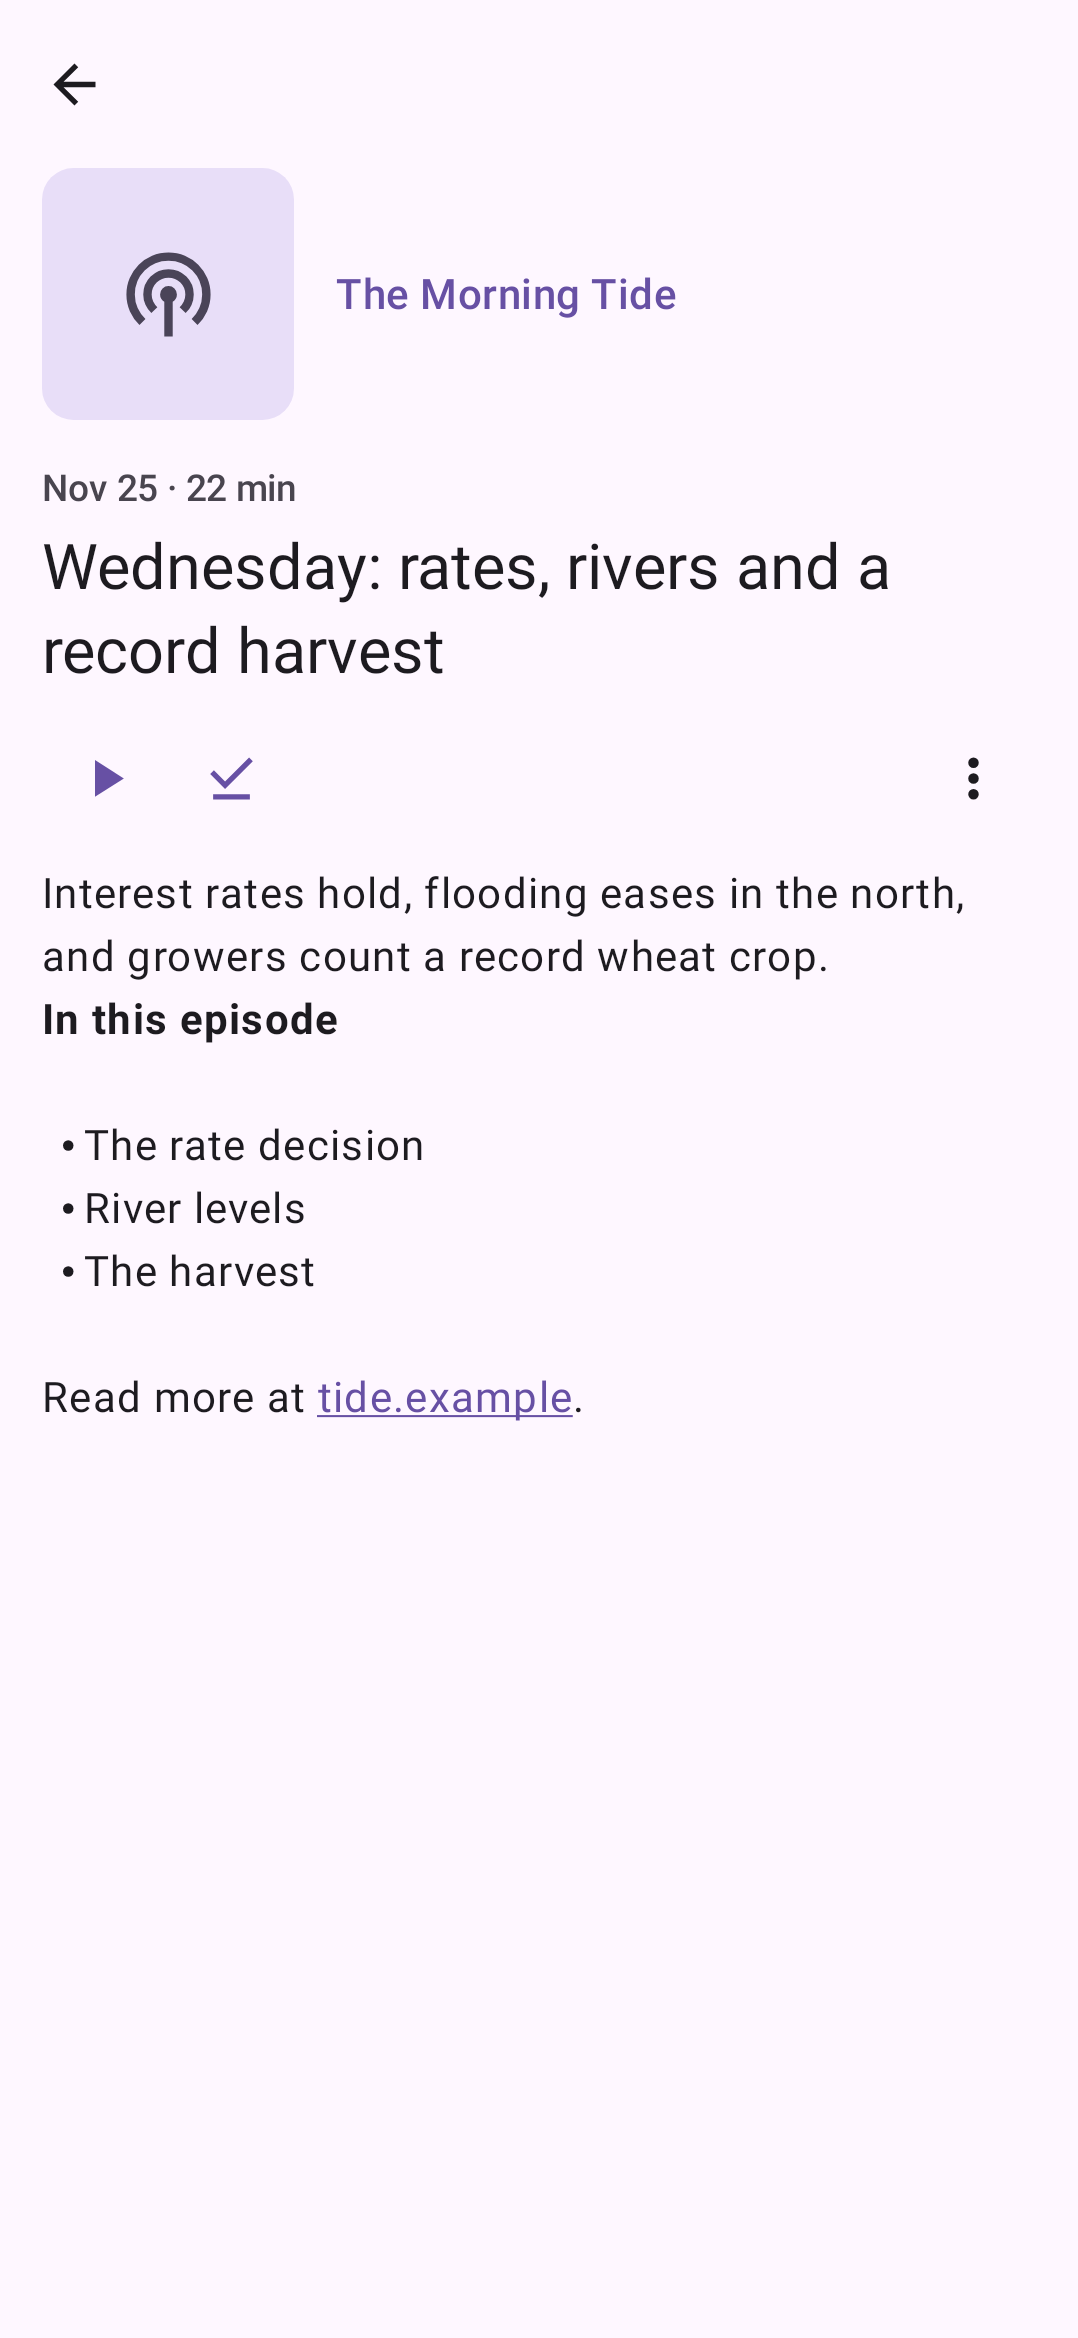 The Morning Tide
Nov 25 · 22 min
Wednesday: rates, rivers and a
record harvest
Interest rates hold, flooding eases in the north,
and growers count a record wheat crop.
In this episode
• The rate decision
• River levels
• The harvest
Read more at tide.example.